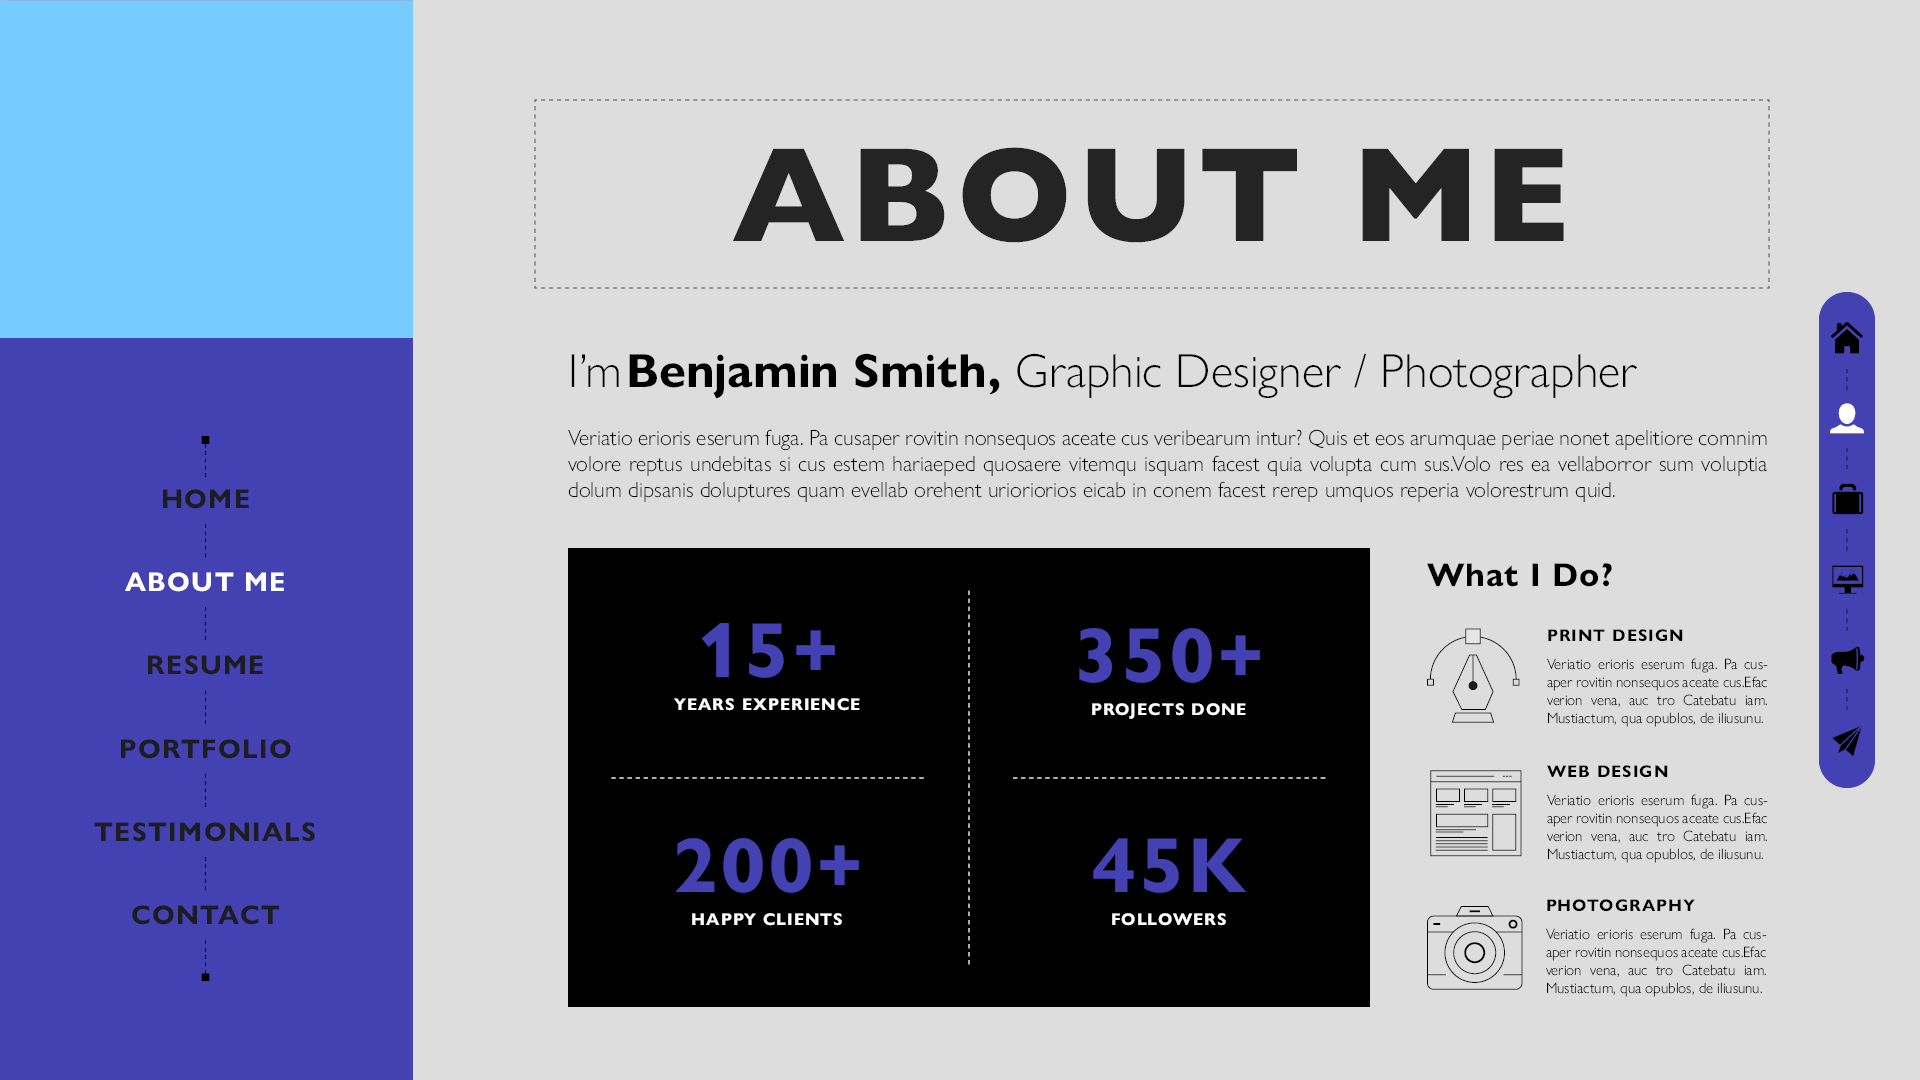 HOME
ABOUT ME
RESUME
PORTFOLIO
TESTIMONIALS
CONTACT
ABOUT ME
I'm Benjamin Smith, Graphic Designer / Photographer
Veriatio erioris eserum fuga. Pa cusaper rovitin nonsequos aceate cus veribearum intur? Quis et eos arumquae periae nonet apelitiore comnim
volore reptus undebitas si cus estem hariaeped quosaere vitemqu isquam facest quia volupta cum sus.Volo res ea vellaborror sum voluptia
dolum dipsanis doluptures quam evellab orehent urioriorios eicab in conem facest rerep umquos reperia volorestrum quid.
15+
YEARS EXPERIENCE
350+
PROJECTS DONE
200+
HAPPY CLIENTS
45K
FOLLOWERS
What I Do?
PRINT DESIGN
Veriatio erioris eserum fuga. Pa cus-
aper rovitin nonsequos aceate cus.Efac
verion vena, auc tro Catebatu iam.
Mustiactum, qua opublos, de iliusunu.
WEB DESIGN
Veriatio erioris eserum fuga. Pa cus-
aper rovitin nonsequos aceate cus.Efac
verion vena, auc tro Catebatu iam.
Mustiactum, qua opublos, de iliusunu.
PHOTOGRAPHY
Veriatio erioris eserum fuga. Pa cus-
aper rovitin nonsequos aceate cus.Efac
verion vena, auc tro Catebatu iam.
Mustiactum, qua opublos, de iliusunu.